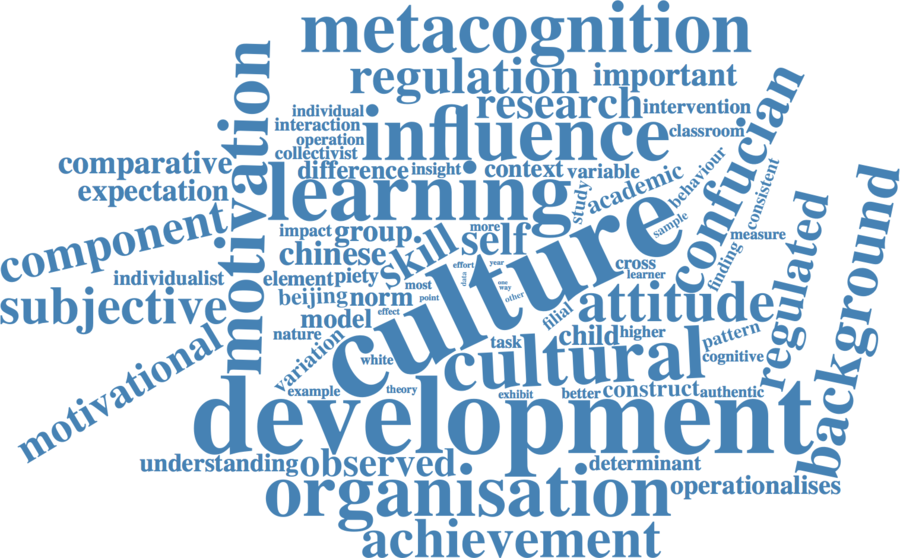 metacognition
regulation
important
research
intervention
individual
interaction
operation
collectivist
influence
classroom
confucian
comparative
expectation
motivation
difference
insight
context
variable
learning
study
academic
behaviour
consistent
component
impact
group
skill
more
self
sample
measure
finding
chinese
culture
individualist
element
piety
most
effort
year
data
one
way
cross
learner
regulated
background
subjective
beijing
norm
point
other
filial
attitude
model
effect
nature
variation
white
task
child
higher
pattern
cultural
cognitive
motivational
example
theory
exhibit
better
construct
authentic
development
understanding
observed
determinant
organisation
operationalises
achievement